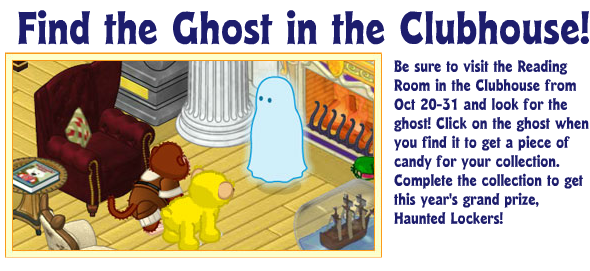 Find the Ghost in the Clubhouse!
Be sure to visit the Reading
Room in the Clubhouse from
Oct 20-31 and look for the
ghost! Click on the ghost when
you find it to get a piece of
candy for your collection.
Complete the collection to get
this year's grand prize,
Haunted Lockers!